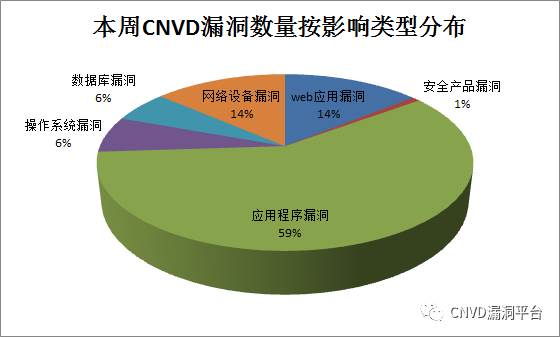 本周CNVD漏洞数量按影响类型分布
数据库漏洞
6%
网络设备漏洞
14%
web应用漏洞
14%
安全产品漏洞
1%
操作系统漏洞
6%
应用程序漏洞
59%
CNVD漏洞平台